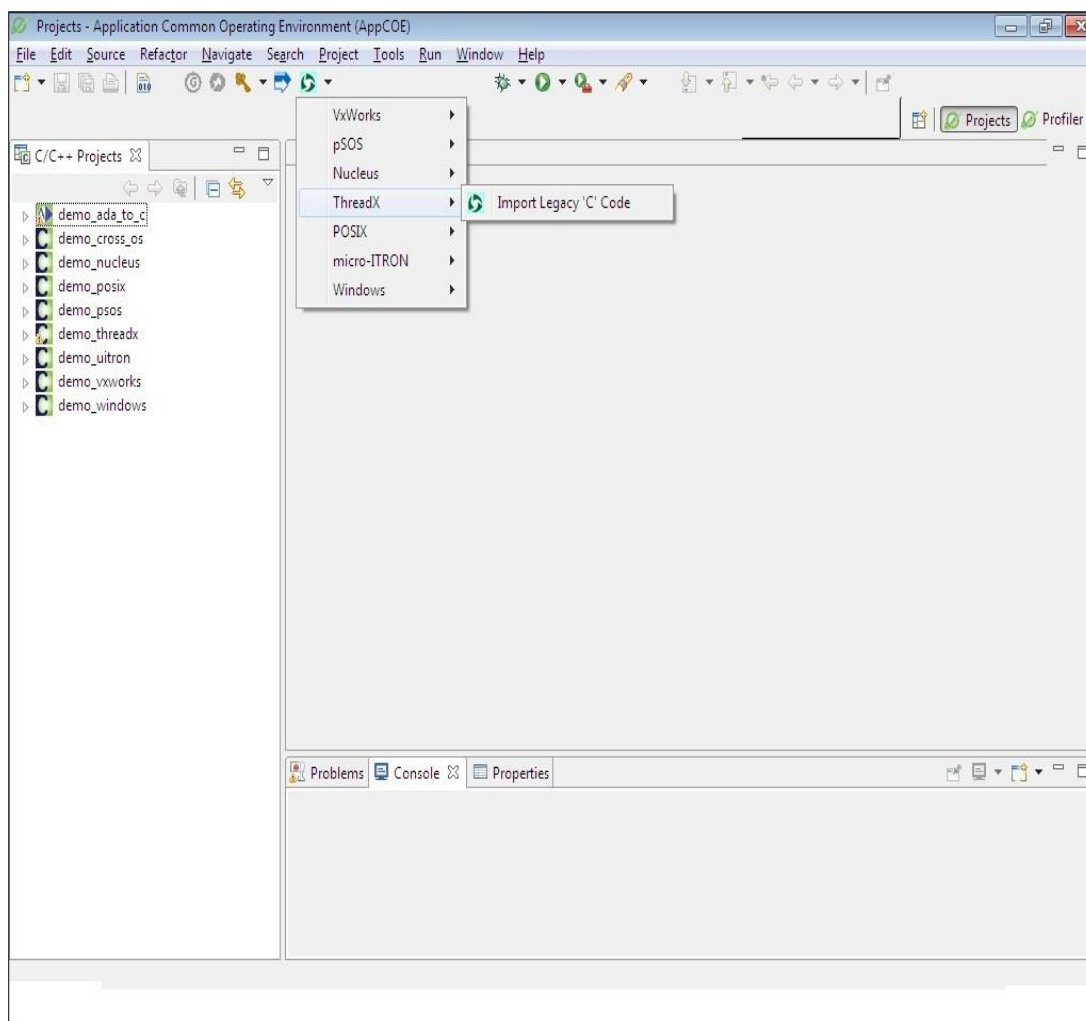 Projects - Application Common Operating Environment (AppCOE)
File Edit Source Refactor Navigate Search Project Tools Run Window Help
Projects Profiler
C/C++ Projects
VxWorks
pSOS
Nucleus
ThreadX
Import Legacy 'C' Code
POSIX
micro-ITRON
Windows
demo_ada_to_c
demo_cross_os
demo_nucleus
demo_posix
demo_psos
demo_threadx
demo_uitron
demo_vxworks
demo_windows
Problems Console Properties